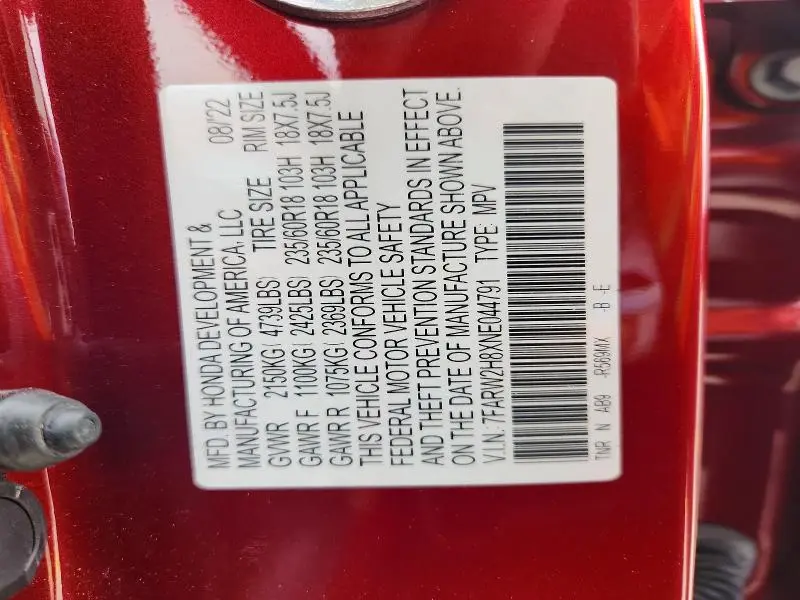 MFD. BY HONDA DEVELOPMENT & 08/'22
MANUFACTURING OF AMERICA, LLC
GVWR 2150KG( 4739LBS) TIRE SIZE RIM SIZE
GAWR F 1100KG( 2425LBS) 235/60R18 103H 18X7.5J
GAWR R 1075KG( 2369LBS) 235/60R18 103H 18X7.5J
THIS VEHICLE CONFORMS TO ALL APPLICABLE
FEDERAL MOTOR VEHICLE SAFETY
AND THEFT PREVENTION STANDARDS IN EFFECT
ON THE DATE OF MANUFACTURE SHOWN ABOVE.
V.I.N.: 7FARW2H8XNE044791 TYPE: MPV
TNR N AB9 -R569MX -B -E